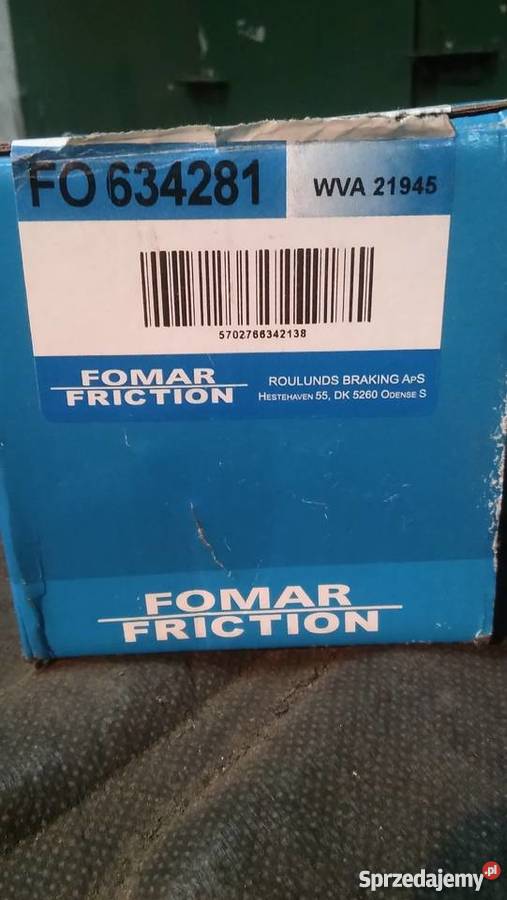 FO 634281 WVA 21945
5702766342138
FOMAR
FRICTION
ROULUNDS BRAKING APS
HESTEHAVEN 55, DK 5260 ODENSE S
FOMAR
FRICTION
Sprzedajemy.pl